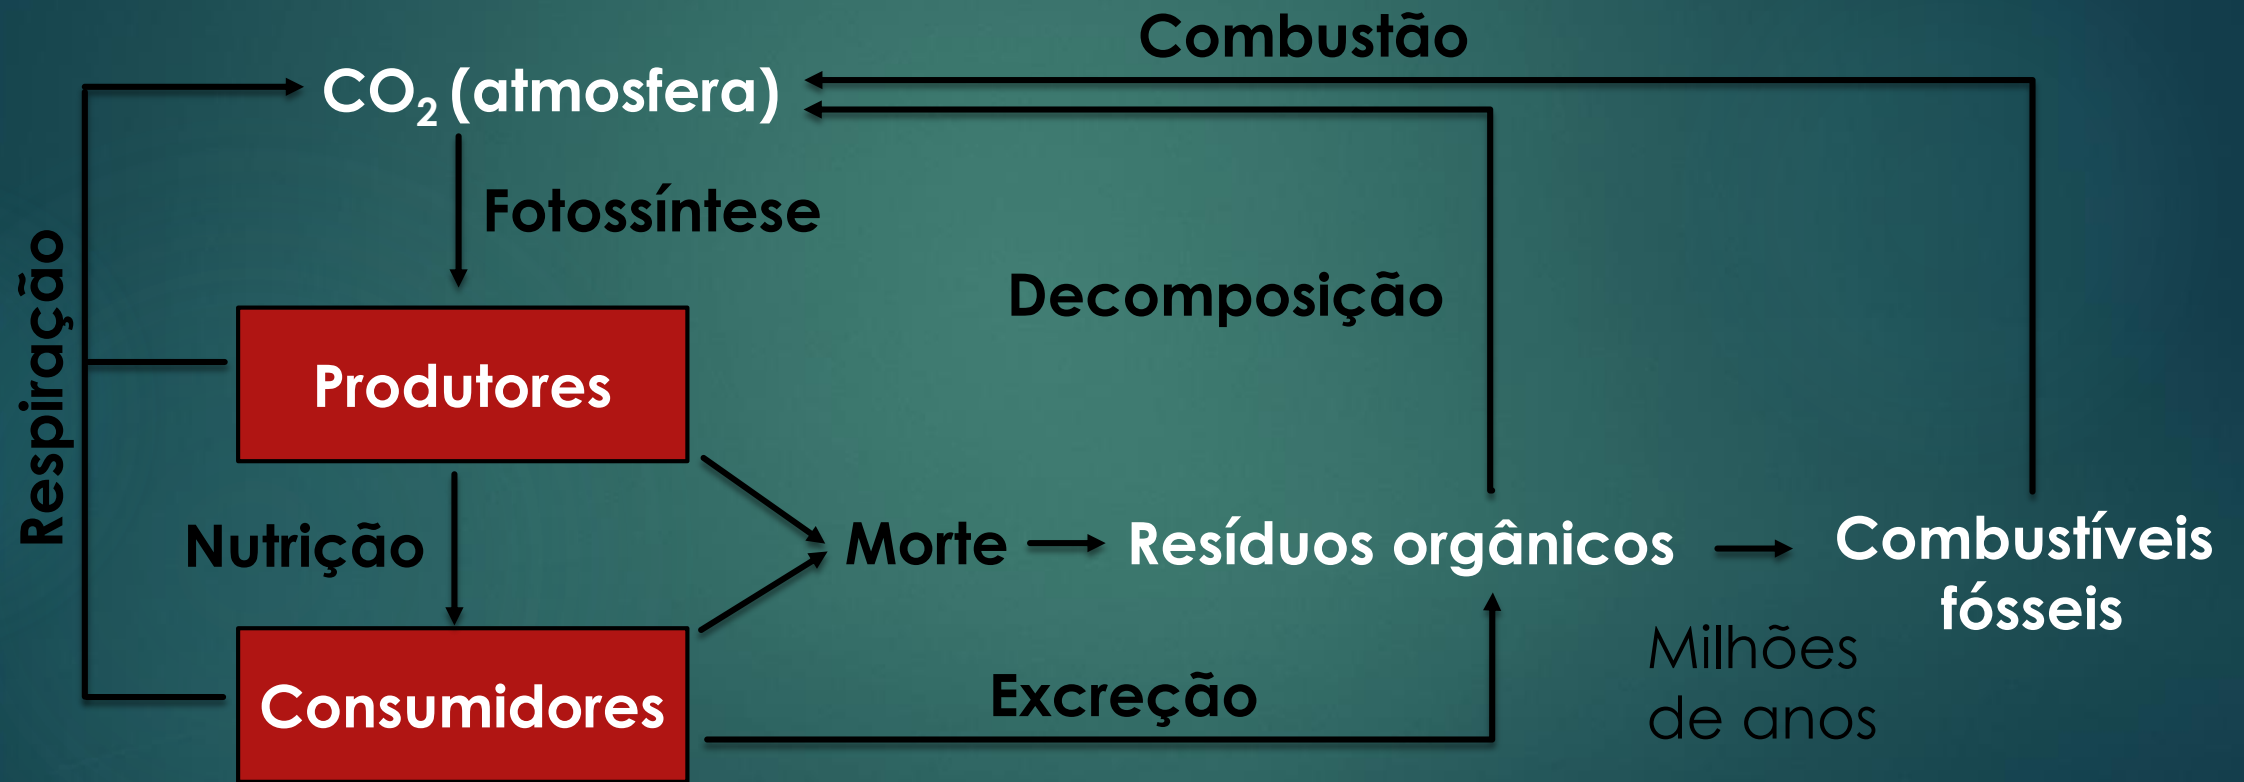 Combustão
CO₂ (atmosfera)
Fotossíntese
Respiração
Decomposição
Produtores
Nutrição
Morte
Resíduos orgânicos
Combustíveis
fósseis
Milhões
de anos
Consumidores
Excreção